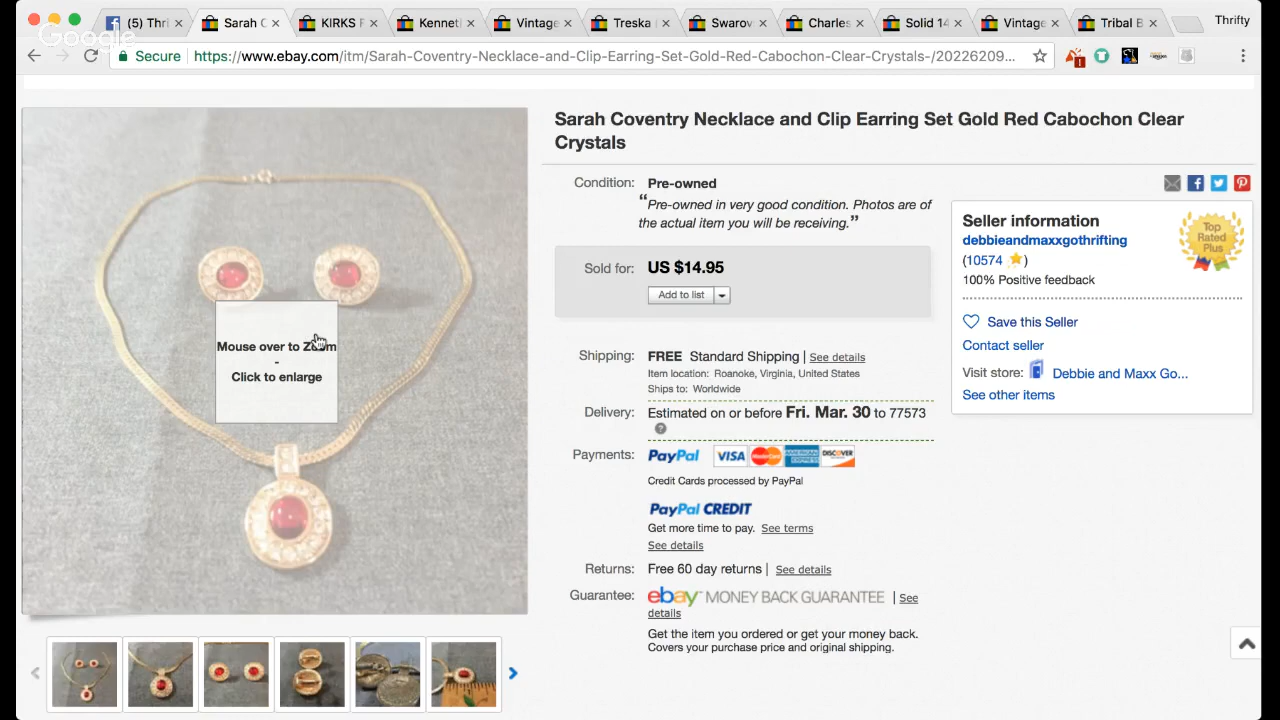 (5) Thri
Sarah C
KIRKS F
Kennet
Vintage
Treska
Swarov
Charles
Solid 14
Vintage
Tribal B
Thrifty
Google
Secure
https://www.ebay.com/itm/Sarah-Coventry-Necklace-and-Clip-Earring-Set-Gold-Red-Cabochon-Clear-Crystals-/20226209...
Sarah Coventry Necklace and Clip Earring Set Gold Red Cabochon Clear
Crystals
Condition: Pre-owned
“Pre-owned in very good condition. Photos are of
the actual item you will be receiving.”
Sold for: US $14.95
Add to list
Mouse over to Zoom
-
Click to enlarge
Shipping: FREE Standard Shipping | See details
Item location: Roanoke, Virginia, United States
Ships to: Worldwide
Delivery: Estimated on or before Fri. Mar. 30 to 77573
?
Payments: PayPal VISA MasterCard AMERICAN EXPRESS DISCOVER
Credit Cards processed by PayPal
PayPal CREDIT
Get more time to pay. See terms
See details
Returns: Free 60 day returns | See details
Guarantee: ebay MONEY BACK GUARANTEE | See
details
Get the item you ordered or get your money back.
Covers your purchase price and original shipping.
Seller information
debbieandmaxxgothrifting
(10574)
100% Positive feedback
Top
Rated
Plus
Save this Seller
Contact seller
Visit store: Debbie and Maxx Go...
See other items